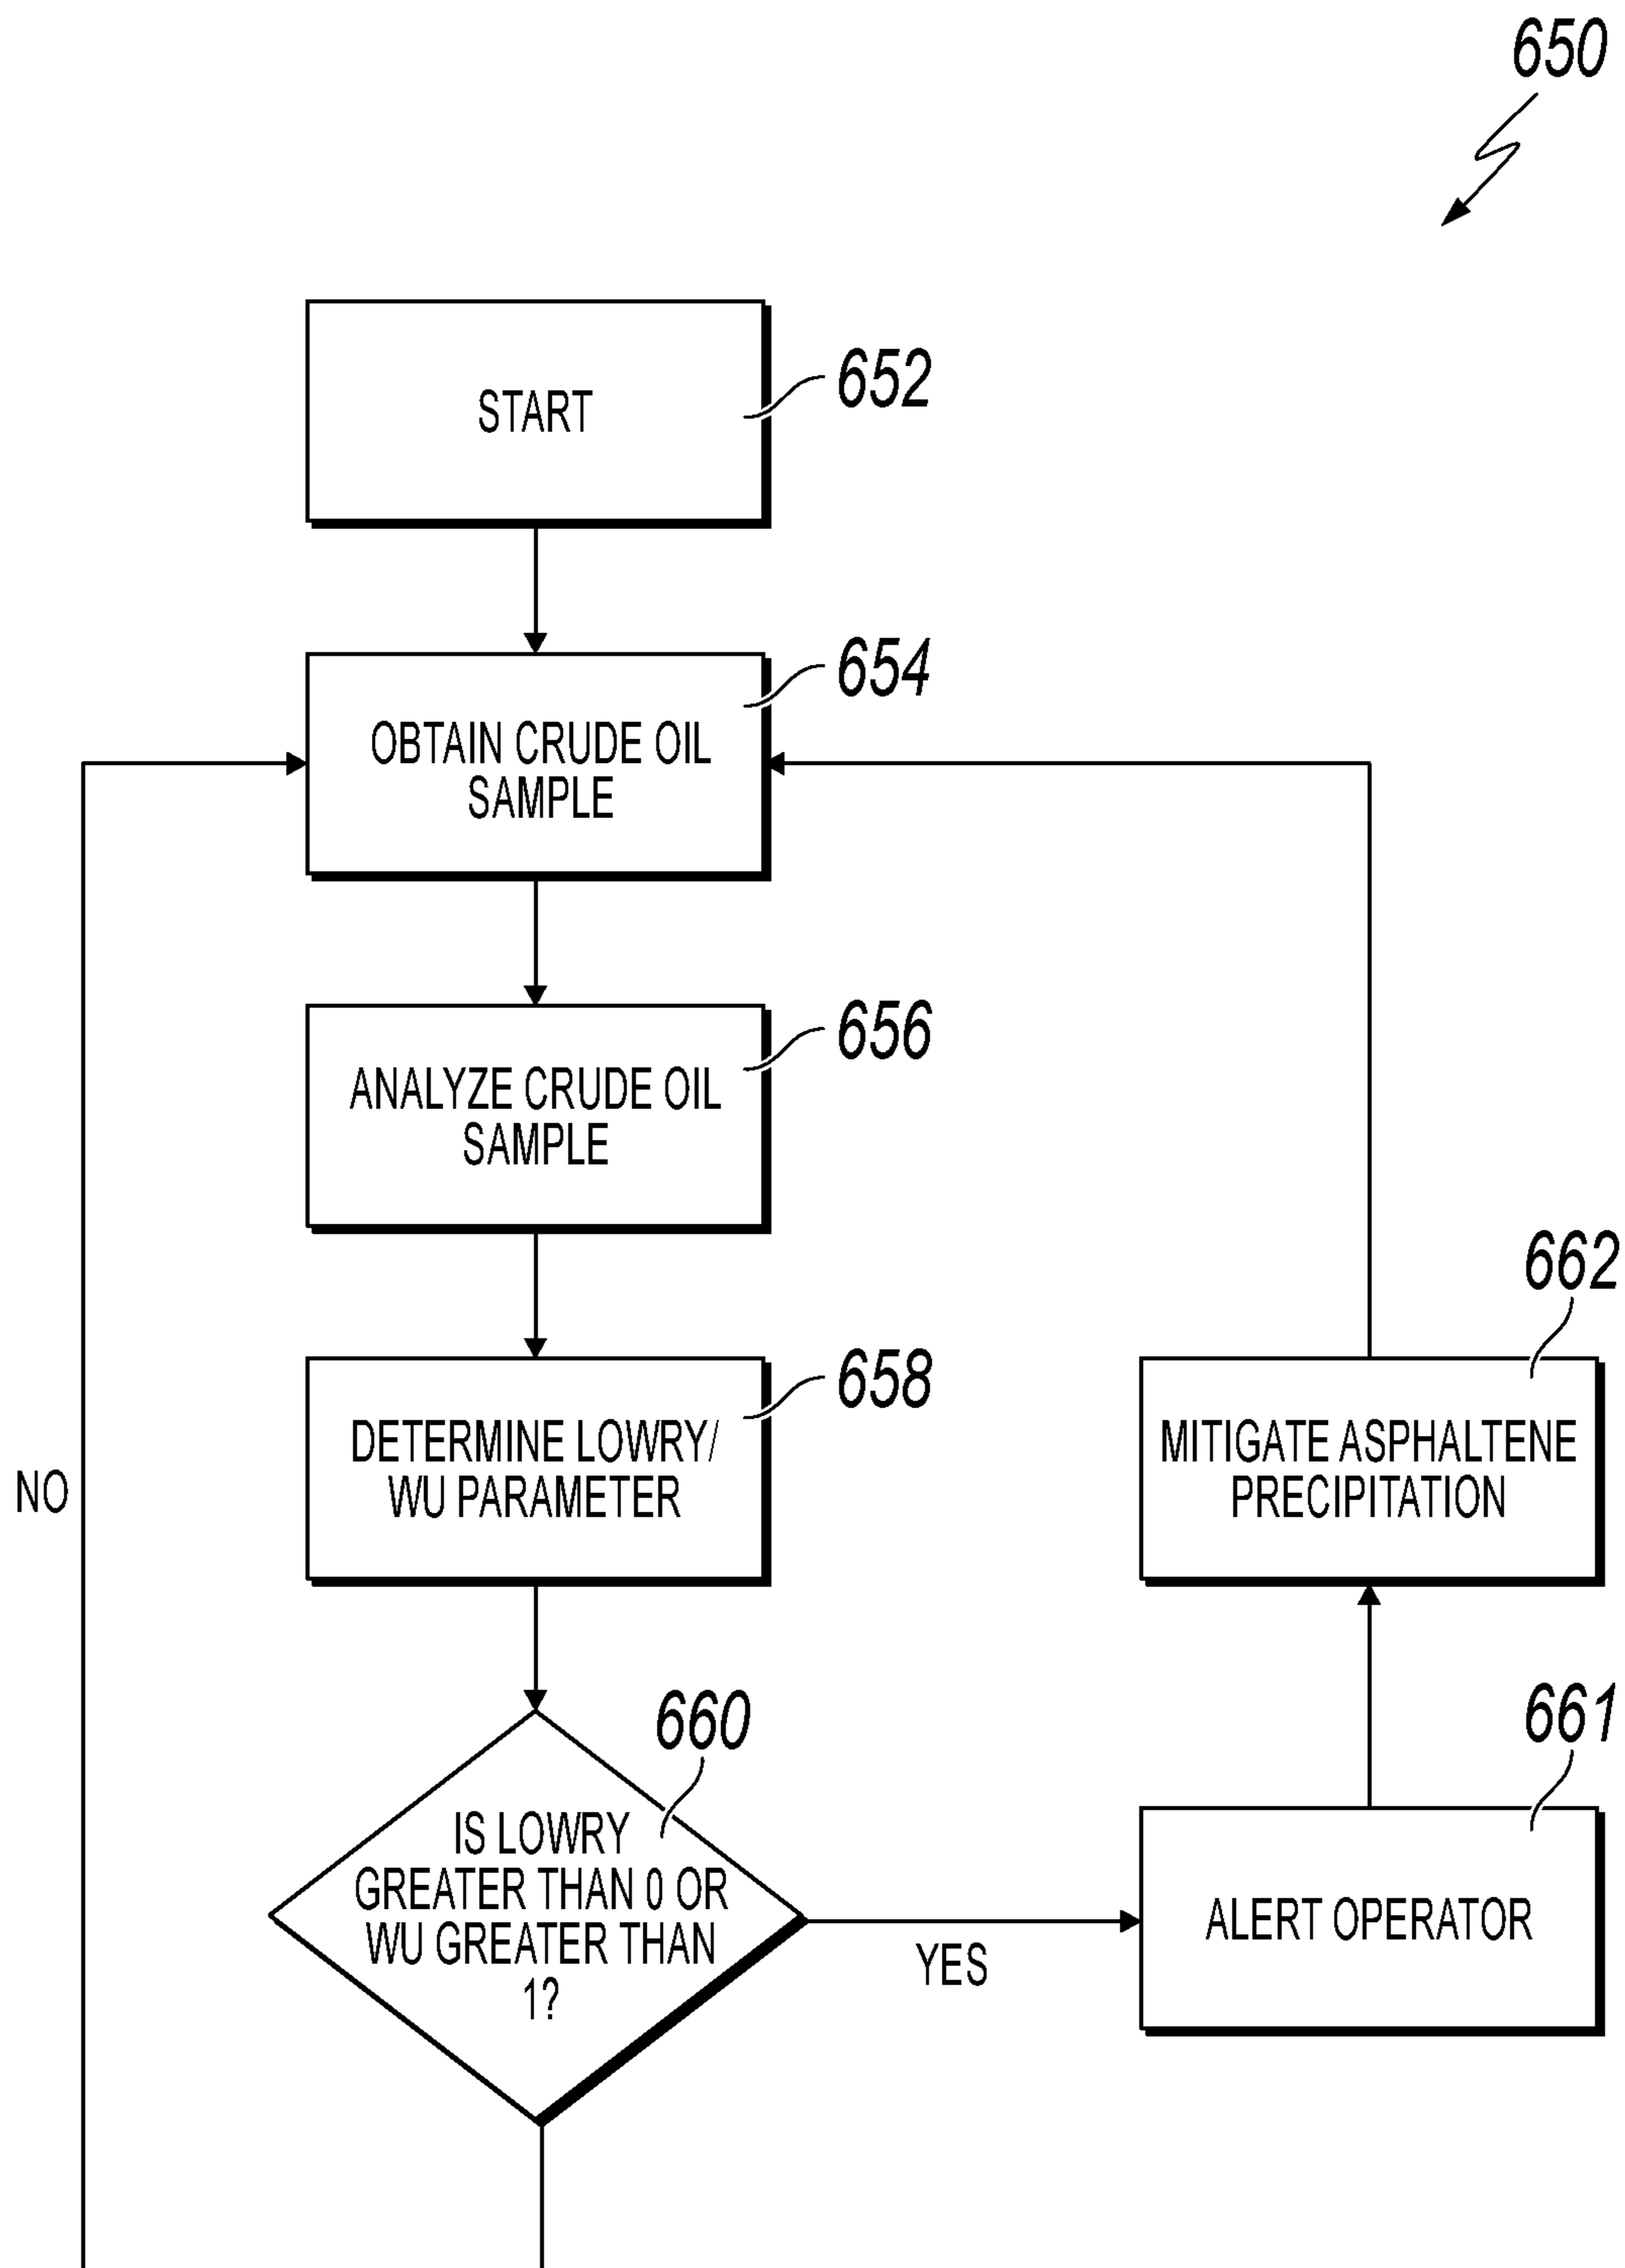 650
START
652
654
OBTAIN CRUDE OIL
SAMPLE
656
ANALYZE CRUDE OIL
SAMPLE
658
DETERMINE LOWRY/
WU PARAMETER
NO
662
MITIGATE ASPHALTENE
PRECIPITATION
660
IS LOWRY
GREATER THAN 0 OR
WU GREATER THAN
1?
YES
661
ALERT OPERATOR